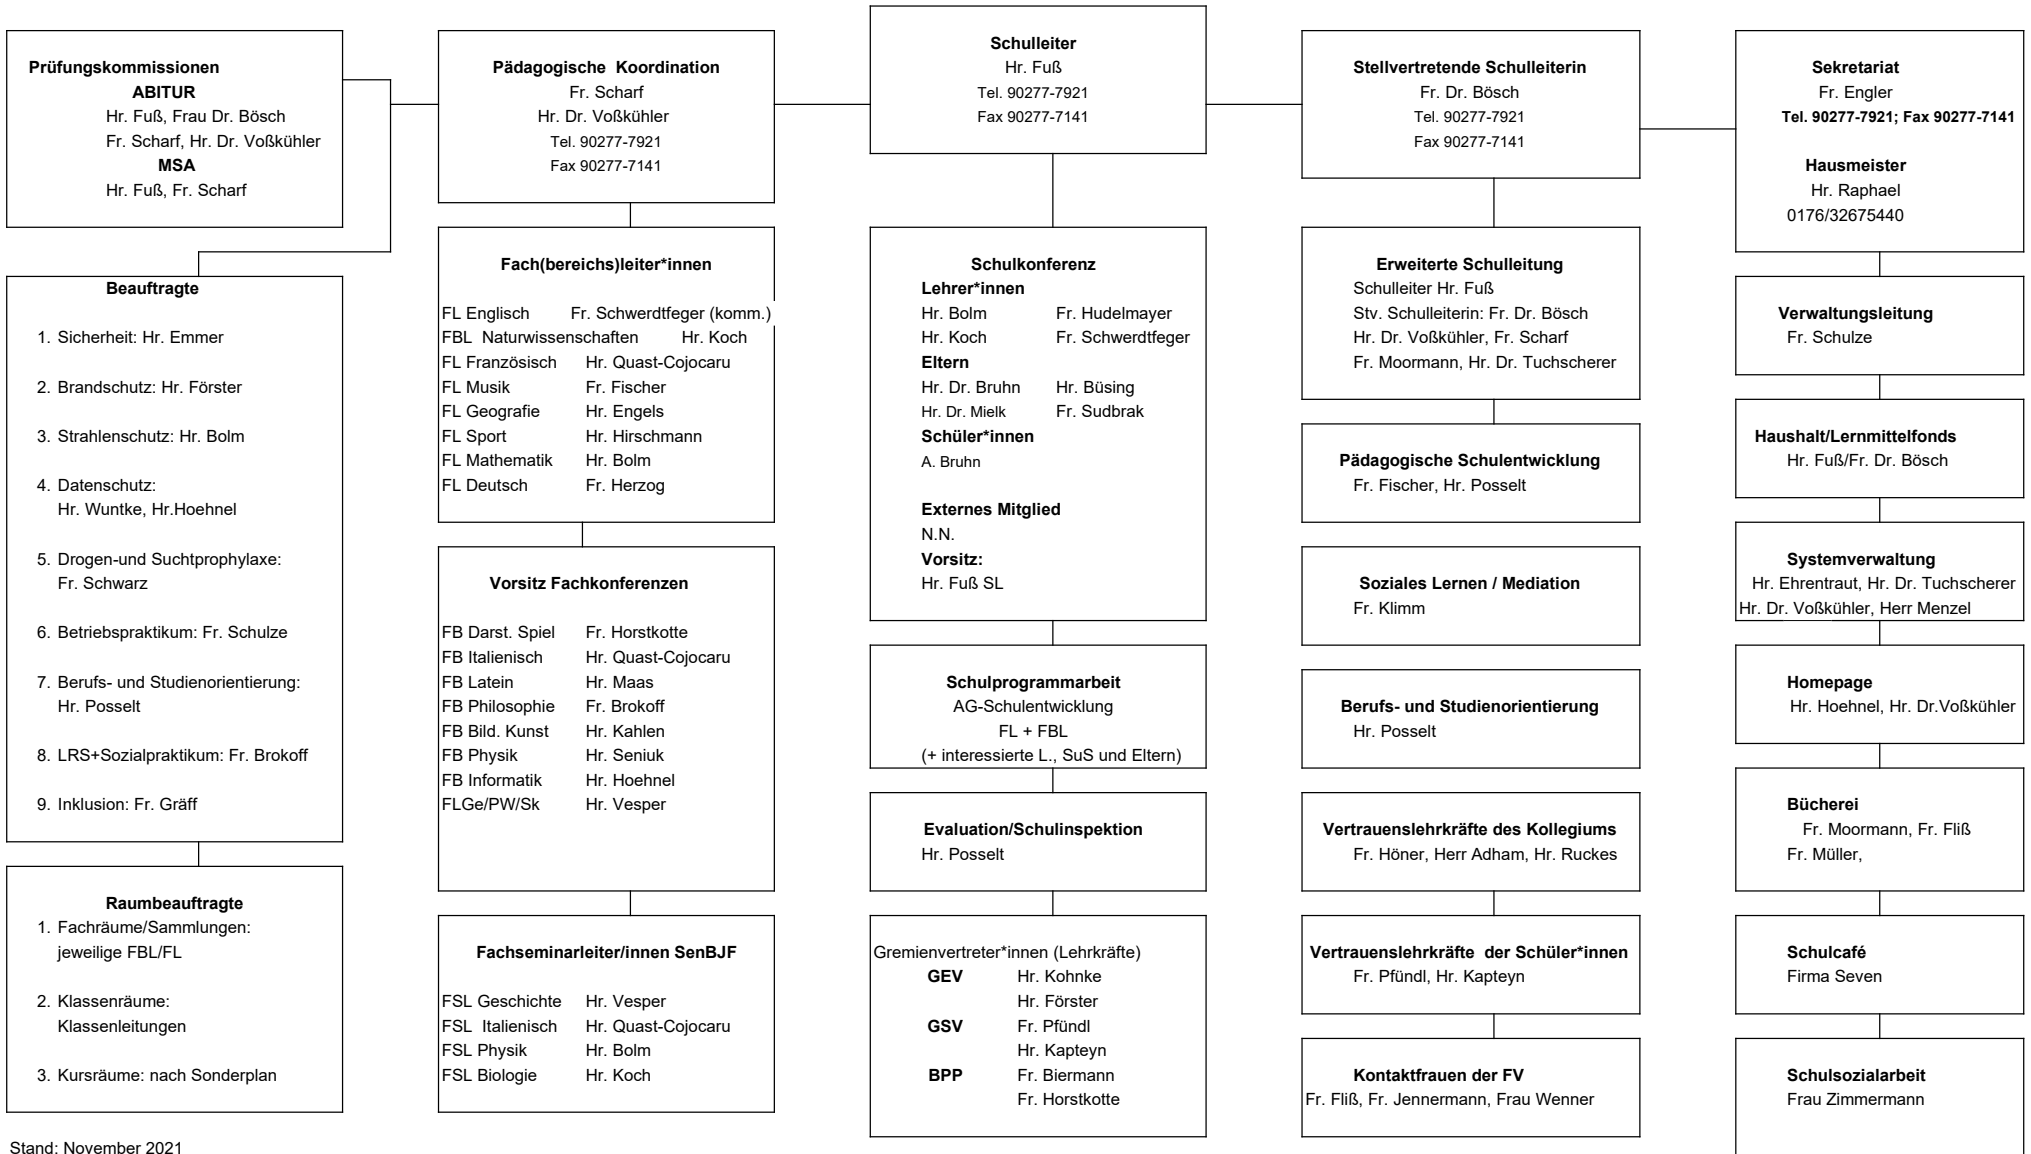 Prüfungskommissionen
ABITUR
Hr. Fuß, Frau Dr. Bösch
Fr. Scharf, Hr. Dr. Voßkühler
MSA
Hr. Fuß, Fr. Scharf
Beauftragte
1. Sicherheit: Hr. Emmer
2. Brandschutz: Hr. Förster
3. Strahlenschutz: Hr. Bolm
4. Datenschutz:
Hr. Wuntke, Hr.Hoehnel
5. Drogen-und Suchtprophylaxe:
Fr. Schwarz
6. Betriebspraktikum: Fr. Schulze
7. Berufs- und Studienorientierung:
Hr. Posselt
8. LRS+Sozialpraktikum: Fr. Brokoff
9. Inklusion: Fr. Gräff
Raumbeauftragte
1. Fachräume/Sammlungen:
jeweilige FBL/FL
2. Klassenräume:
Klassenleitungen
3. Kursräume: nach Sonderplan
Stand: November 2021
Pädagogische Koordination
Fr. Scharf
Hr. Dr. Voßkühler
Tel. 90277-7921
Fax 90277-7141
Fach(bereichs)leiter*innen
FL Englisch Fr. Schwerdtfeger (komm.)
FBL Naturwissenschaften Hr. Koch
FL Französisch Hr. Quast-Cojocaru
FL Musik Fr. Fischer
FL Geografie Hr. Engels
FL Sport Hr. Hirschmann
FL Mathematik Hr. Bolm
FL Deutsch Fr. Herzog
Vorsitz Fachkonferenzen
FB Darst. Spiel Fr. Horstkotte
FB Italienisch Hr. Quast-Cojocaru
FB Latein Hr. Maas
FB Philosophie Fr. Brokoff
FB Bild. Kunst Hr. Kahlen
FB Physik Hr. Seniuk
FB Informatik Hr. Hoehnel
FLGe/PW/Sk Hr. Vesper
Fachseminarleiter/innen SenBJF
FSL Geschichte Hr. Vesper
FSL Italienisch Hr. Quast-Cojocaru
FSL Physik Hr. Bolm
FSL Biologie Hr. Koch
Schulleiter
Hr. Fuß
Tel. 90277-7921
Fax 90277-7141
Schulkonferenz
Lehrer*innen
Hr. Bolm Fr. Hudelmayer
Hr. Koch Fr. Schwerdtfeger
Eltern
Hr. Dr. Bruhn Hr. Büsing
Hr. Dr. Mielk Fr. Sudbrak
Schüler*innen
A. Bruhn
Externes Mitglied
N.N.
Vorsitz:
Hr. Fuß SL
Schulprogrammarbeit
AG-Schulentwicklung
FL + FBL
(+ interessierte L., SuS und Eltern)
Evaluation/Schulinspektion
Hr. Posselt
Gremienvertreter*innen (Lehrkräfte)
GEV Hr. Kohnke
Hr. Förster
GSV Fr. Pfündl
Hr. Kapteyn
BPP Fr. Biermann
Fr. Horstkotte
Stellvertretende Schulleiterin
Fr. Dr. Bösch
Tel. 90277-7921
Fax 90277-7141
Erweiterte Schulleitung
Schulleiter Hr. Fuß
Stv. Schulleiterin: Fr. Dr. Bösch
Hr. Dr. Voßkühler, Fr. Scharf
Fr. Moormann, Hr. Dr. Tuchscherer
Pädagogische Schulentwicklung
Fr. Fischer, Hr. Posselt
Soziales Lernen / Mediation
Fr. Klimm
Berufs- und Studienorientierung
Hr. Posselt
Vertrauenslehrkräfte des Kollegiums
Fr. Höner, Herr Adham, Hr. Ruckes
Vertrauenslehrkräfte der Schüler*innen
Fr. Pfündl, Hr. Kapteyn
Kontaktfrauen der FV
Fr. Fliß, Fr. Jennermann, Frau Wenner
Sekretariat
Fr. Engler
Tel. 90277-7921; Fax 90277-7141
Hausmeister
Hr. Raphael
0176/32675440
Verwaltungsleitung
Fr. Schulze
Haushalt/Lernmittelfonds
Hr. Fuß/Fr. Dr. Bösch
Systemverwaltung
Hr. Ehrentraut, Hr. Dr. Tuchscherer
Hr. Dr. Voßkühler, Herr Menzel
Homepage
Hr. Hoehnel, Hr. Dr.Voßkühler
Bücherei
Fr. Moormann, Fr. Fliß
Fr. Müller,
Schulcafé
Firma Seven
Schulsozialarbeit
Frau Zimmermann